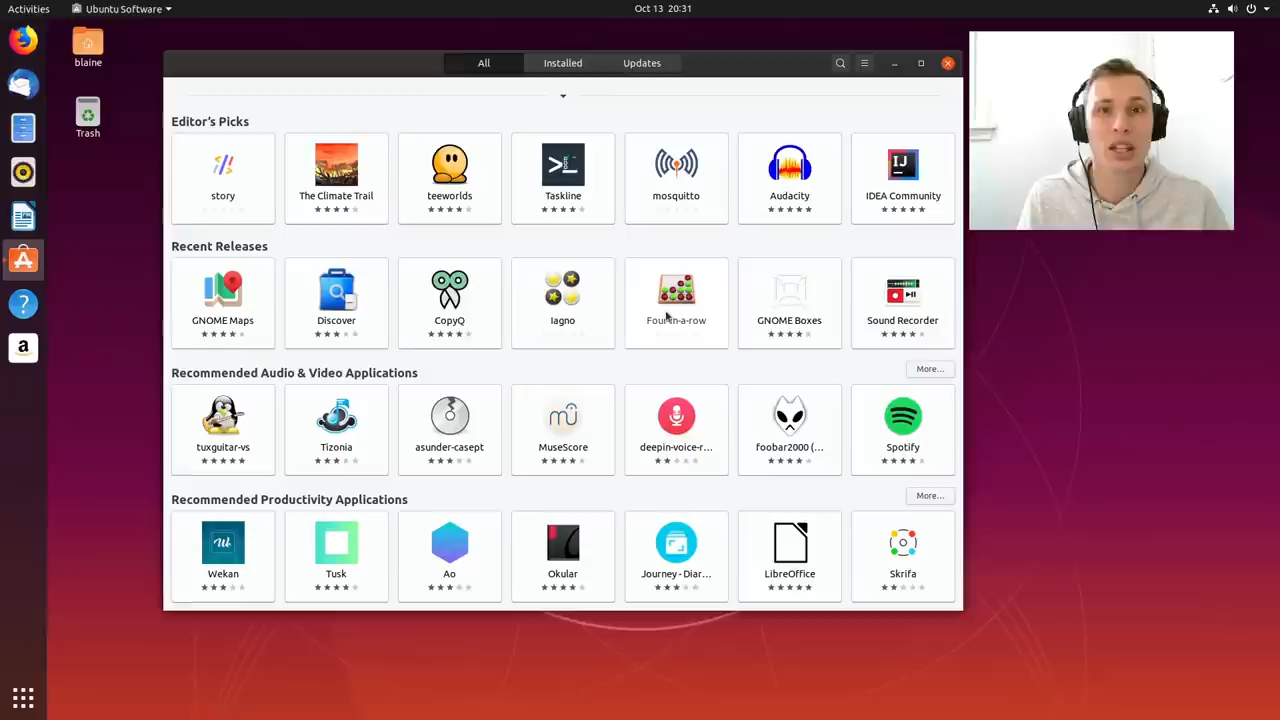 Activities
Ubuntu Software
Oct 13 20:31
blaine
Trash
All
Installed
Updates
Editor's Picks
story
The Climate Trail
teeworlds
Taskline
mosquitto
Audacity
IDEA Community
Recent Releases
GNOME Maps
Discover
CopyQ
Iagno
Four-in-a-row
GNOME Boxes
Sound Recorder
Recommended Audio & Video Applications
More...
tuxguitar-vs
Tizonia
asunder-casept
MuseScore
deepin-voice-r...
foobar2000 (...
Spotify
Recommended Productivity Applications
More...
Wekan
Tusk
Ao
Okular
Journey - Diar...
LibreOffice
Skrifa